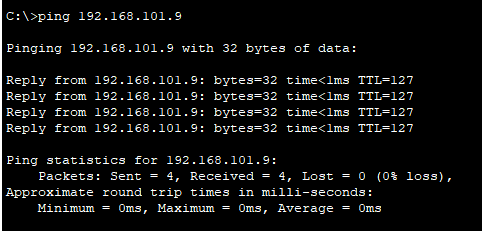 C:\>ping 192.168.101.9
Pinging 192.168.101.9 with 32 bytes of data:
Reply from 192.168.101.9: bytes=32 time<1ms TTL=127
Reply from 192.168.101.9: bytes=32 time<1ms TTL=127
Reply from 192.168.101.9: bytes=32 time<1ms TTL=127
Reply from 192.168.101.9: bytes=32 time<1ms TTL=127
Ping statistics for 192.168.101.9:
Packets: Sent = 4, Received = 4, Lost = 0 (0% loss),
Approximate round trip times in milli-seconds:
Minimum = 0ms, Maximum = 0ms, Average = 0ms